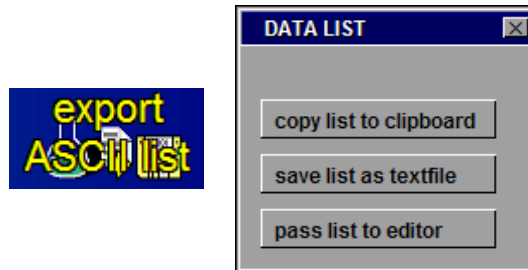 export
ASCII list
DATA LIST
copy list to clipboard
save list as textfile
pass list to editor